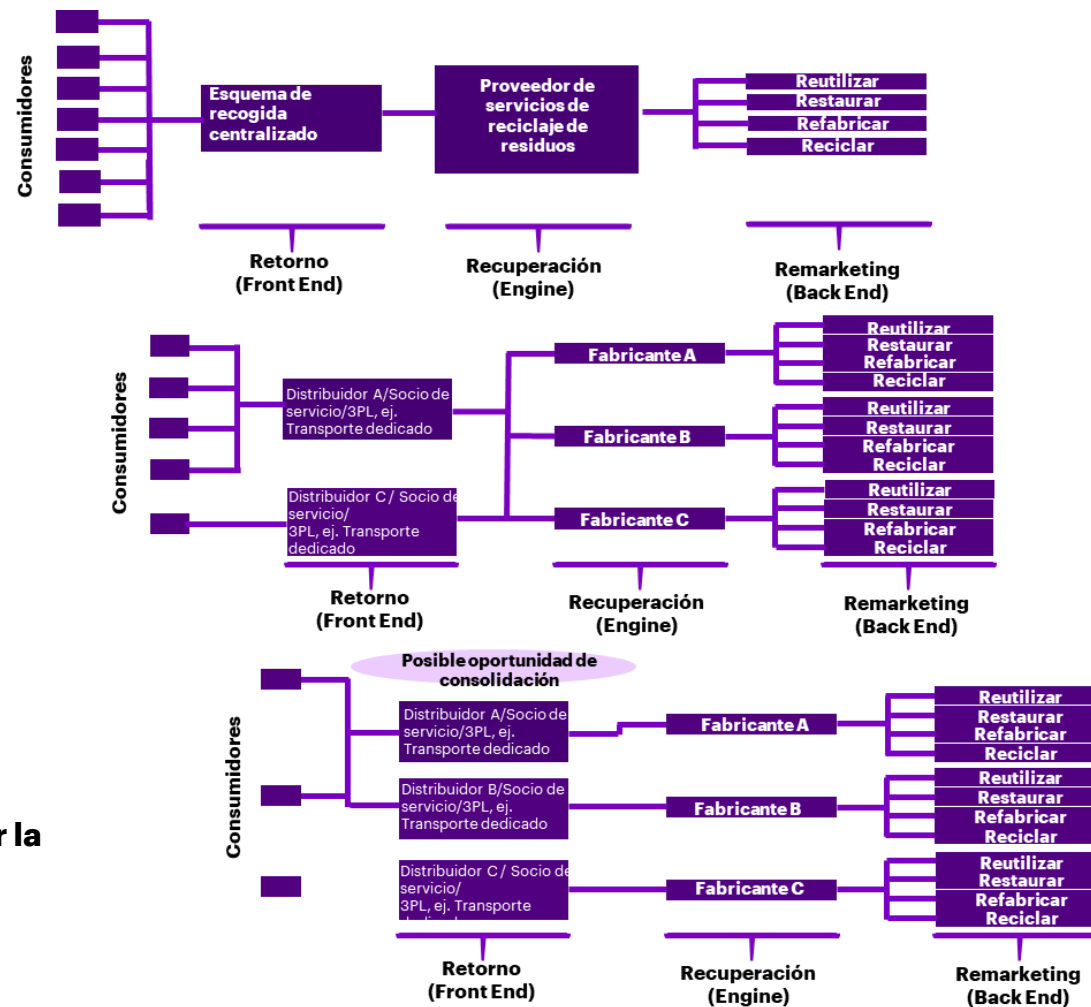 Consumidores
Esquema de
recogida
centralizado
Proveedor de
servicios de
reciclaje de
residuos
Reutilizar
Restaurar
Refabricar
Reciclar
Retorno
(Front End)
Recuperación
(Engine)
Remarketing
(Back End)
Consumidores
Distribuidor A/Socio de
servicio/3PL, ej.
Transporte dedicado
Distribuidor C/ Socio de
servicio/
3PL, ej. Transporte
dedicado
Fabricante A
Fabricante B
Fabricante C
Reutilizar
Restaurar
Refabricar
Reciclar
Reutilizar
Restaurar
Refabricar
Reciclar
Reutilizar
Restaurar
Refabricar
Reciclar
Retorno
(Front End)
Recuperación
(Engine)
Remarketing
(Back End)
Posible oportunidad de
consolidación
r la
Consumidores
Distribuidor A/Socio de
servicio/3PL, ej.
Transporte dedicado
Distribuidor B/Socio de
servicio/3PL, ej.
Transporte dedicado
Distribuidor C/ Socio de
servicio/
3PL, ej. Transporte
Fabricante A
Fabricante B
Fabricante C
Reutilizar
Restaurar
Refabricar
Reciclar
Reutilizar
Restaurar
Refabricar
Reciclar
Reutilizar
Restaurar
Refabricar
Reciclar
Retorno
(Front End)
Recuperación
(Engine)
Remarketing
(Back End)